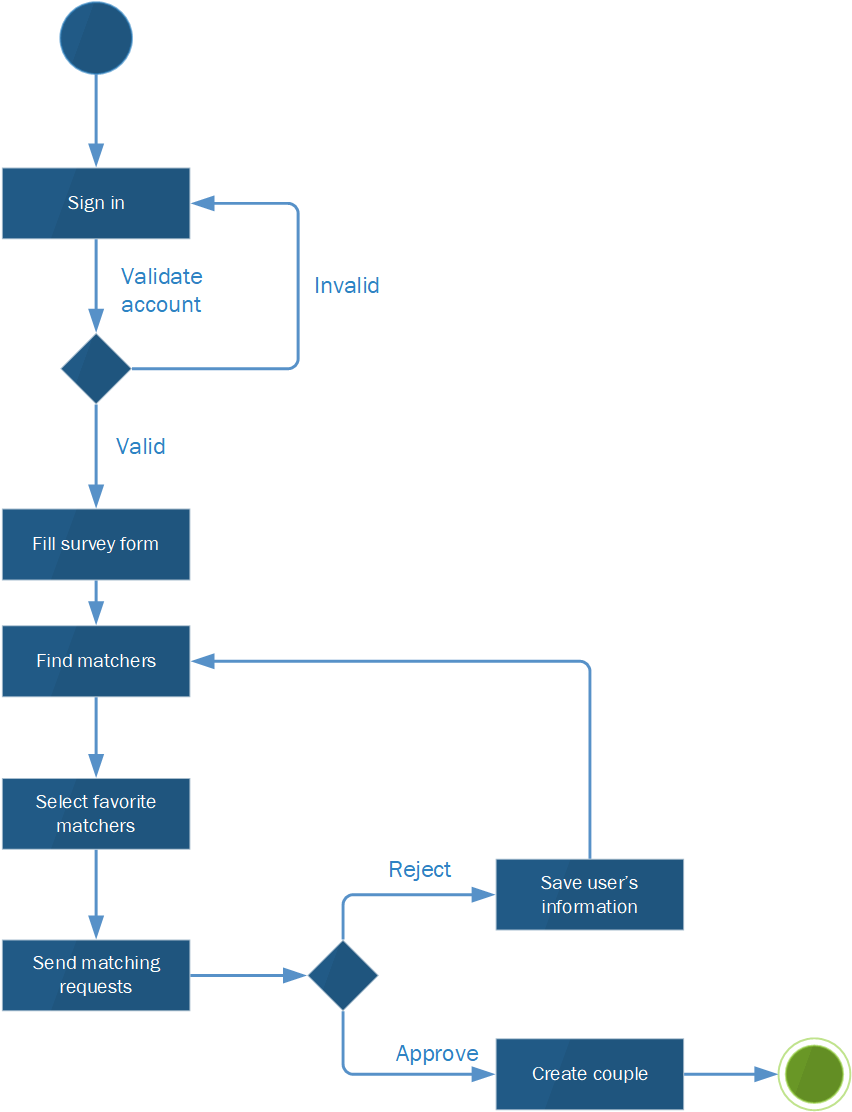 Sign in
Validate
account
Invalid
Valid
Fill survey form
Find matchers
Select favorite
matchers
Reject
Save user's
information
Send matching
requests
Approve
Create couple